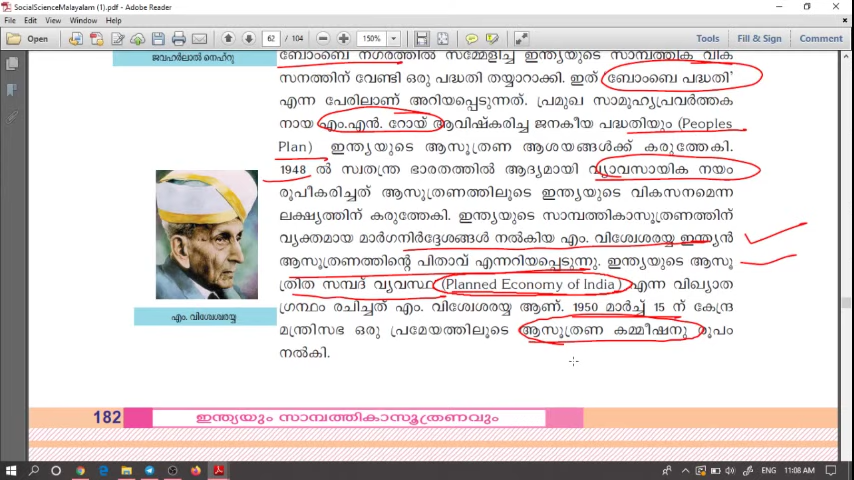 SocialScienceMalayalam (1).pdf - Adobe Reader
File Edit View Window Help
Open 62 / 104 150% Tools Fill & Sign Comment
ജവഹർലാൽ നെഹ്റു
ബോംബെ നഗരത്തിൽ സമ്മേളിച്ച് ഇന്ത്യയുടെ സാമ്പത്തിക വിക
സനത്തിന് വേണ്ടി ഒരു പദ്ധതി തയ്യാറാക്കി. ഇത് 'ബോംബെ പദ്ധതി'
എന്ന പേരിലാണ് അറിയപ്പെടുന്നത്. പ്രമുഖ സാമൂഹ്യപ്രവർത്തക
നായ എം.എൻ. റോയ് ആവിഷ്കരിച്ച ജനകീയ പദ്ധതിയും (Peoples
Plan) ഇന്ത്യയുടെ ആസൂത്രണ ആശയങ്ങൾക്ക് കരുത്തേകി.
1948 ൽ സ്വതന്ത്ര ഭാരതത്തിൽ ആദ്യമായി വ്യാവസായിക നയം
രൂപീകരിച്ചത് ആസൂത്രണത്തിലൂടെ ഇന്ത്യയുടെ വികസനമെന്ന
ലക്ഷ്യത്തിന് കരുത്തേകി. ഇന്ത്യയുടെ സാമ്പത്തികാസൂത്രണത്തിന്
വ്യക്തമായ മാർഗനിർദ്ദേശങ്ങൾ നൽകിയ എം. വിശ്വേശരയ്യ ഇന്ത്യൻ
ആസൂത്രണത്തിന്റെ പിതാവ് എന്നറിയപ്പെടുന്നു. ഇന്ത്യയുടെ ആസൂ
ത്രിത സമ്പദ് വ്യവസ്ഥ (Planned Economy of India) എന്ന വിഖ്യാത
ഗ്രന്ഥം രചിച്ചത് എം. വിശ്വേശരയ്യ ആണ്. 1950 മാർച്ച് 15 ന് കേന്ദ്ര
മന്ത്രിസഭ ഒരു പ്രമേയത്തിലൂടെ ആസൂത്രണ കമ്മീഷനു രൂപം
നൽകി.
എം. വിശ്വേശരയ്യ
182 ഇന്ത്യയും സാമ്പത്തികാസൂത്രണവും
ENG 11:08 AM